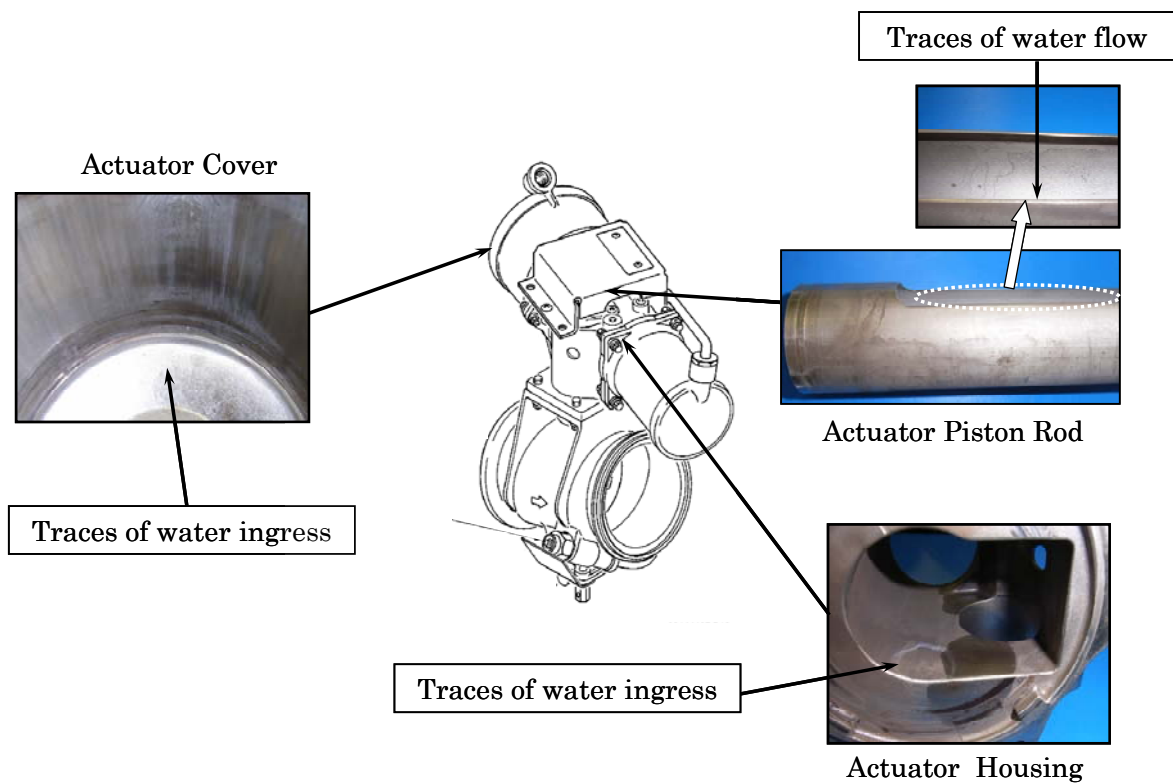 Traces of water flow
Actuator Cover
Actuator Piston Rod
Traces of water ingress
Traces of water ingress
Actuator Housing